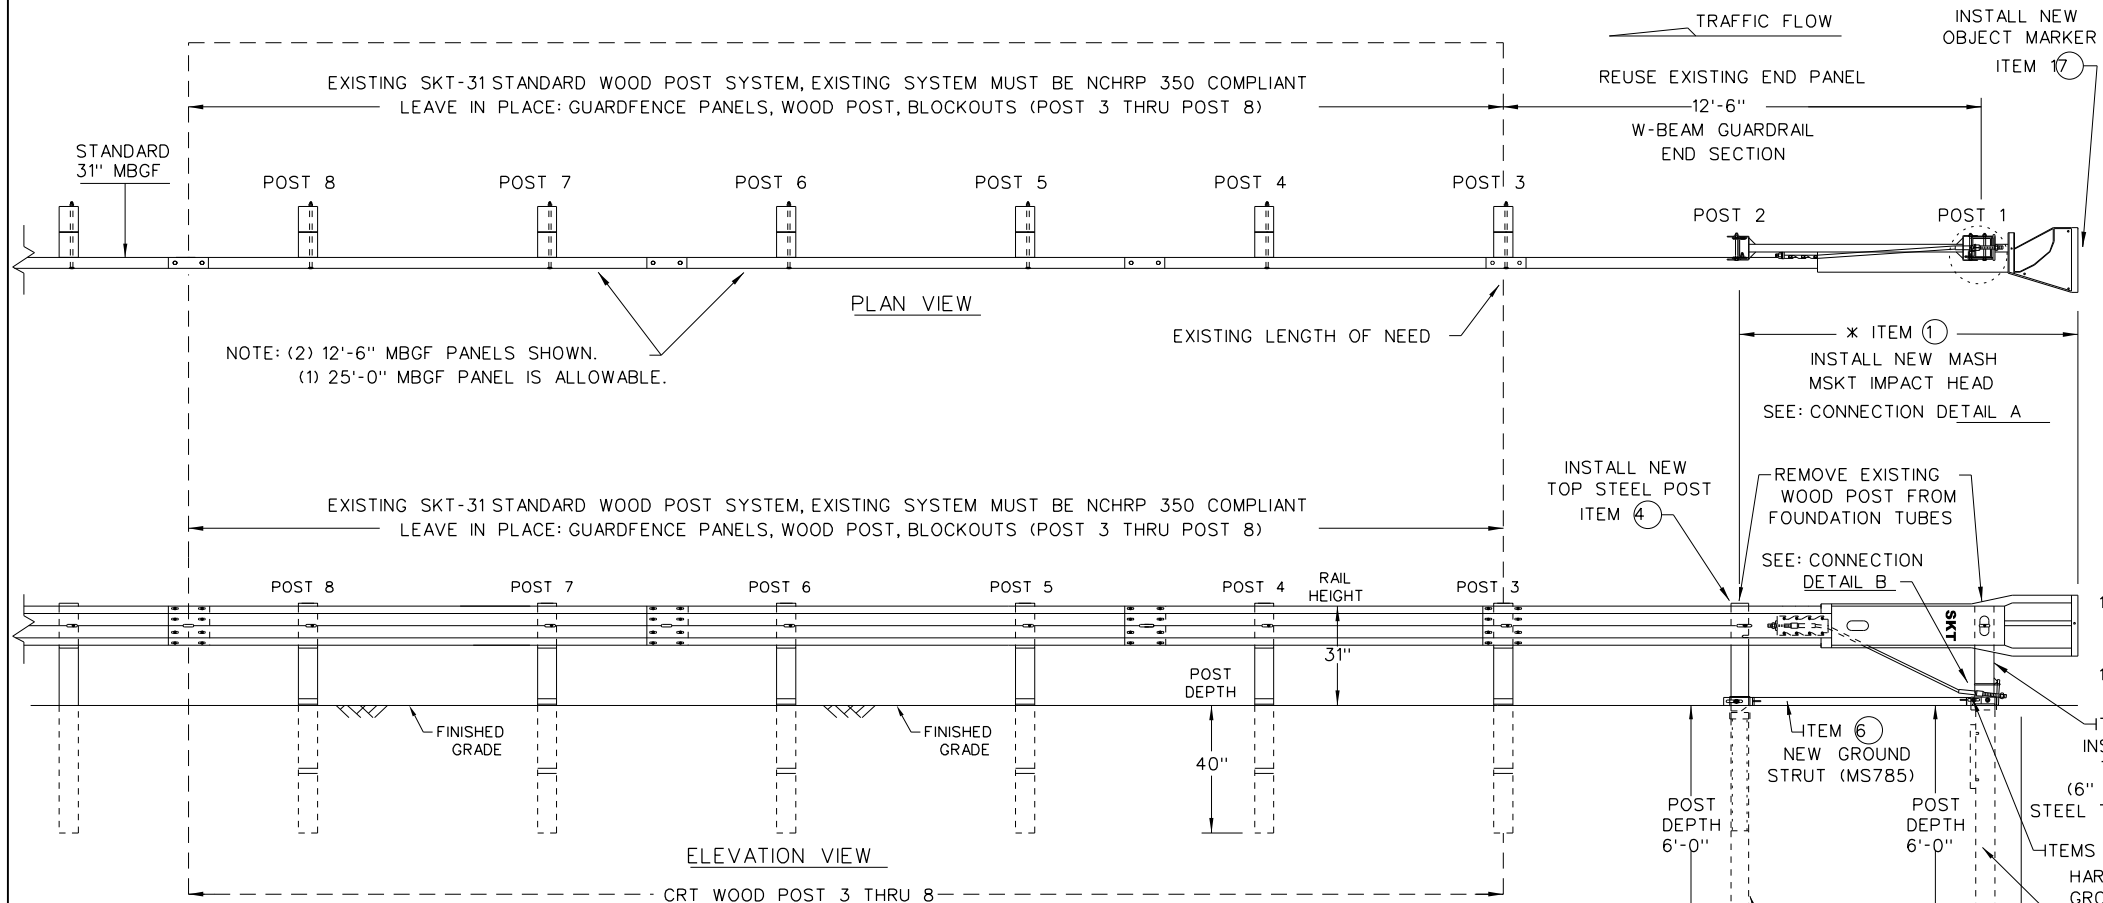 TRAFFIC FLOW
INSTALL NEW
OBJECT MARKER
ITEM 17
EXISTING SKT-31 STANDARD WOOD POST SYSTEM, EXISTING SYSTEM MUST BE NCHRP 350 COMPLIANT
LEAVE IN PLACE: GUARDFENCE PANELS, WOOD POST, BLOCKOUTS (POST 3 THRU POST 8)
REUSE EXISTING END PANEL
12'-6"
W-BEAM GUARDRAIL
END SECTION
STANDARD
31" MBGF
POST 8
POST 7
POST 6
POST 5
POST 4
POST 3
POST 2
POST 1
PLAN VIEW
EXISTING LENGTH OF NEED
NOTE: (2) 12'-6" MBGF PANELS SHOWN.
(1) 25'-0" MBGF PANEL IS ALLOWABLE.
* ITEM 1
INSTALL NEW MASH
MSKT IMPACT HEAD
SEE: CONNECTION DETAIL A
INSTALL NEW
TOP STEEL POST
ITEM 4
REMOVE EXISTING
WOOD POST FROM
FOUNDATION TUBES
SEE: CONNECTION
DETAIL B
EXISTING SKT-31 STANDARD WOOD POST SYSTEM, EXISTING SYSTEM MUST BE NCHRP 350 COMPLIANT
LEAVE IN PLACE: GUARDFENCE PANELS, WOOD POST, BLOCKOUTS (POST 3 THRU POST 8)
POST 8
POST 7
POST 6
POST 5
POST 4
RAIL
HEIGHT
POST 3
SKT
31"
POST
DEPTH
40"
FINISHED
GRADE
FINISHED
GRADE
ITEM 6
NEW GROUND
STRUT (MS785)
POST
DEPTH
6'-0"
POST
DEPTH
6'-0"
(6"
STEEL
ITEMS
ELEVATION VIEW
CRT WOOD POST 3 THRU 8